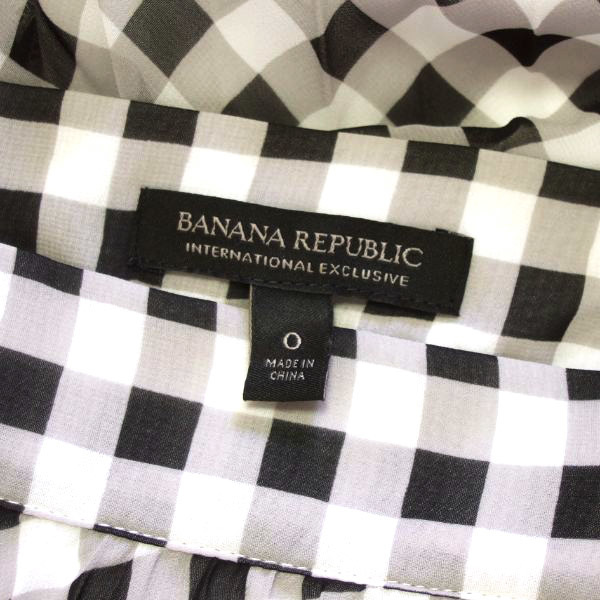 BANANA REPUBLIC
INTERNATIONAL EXCLUSIVE
0
MADE IN
CHINA